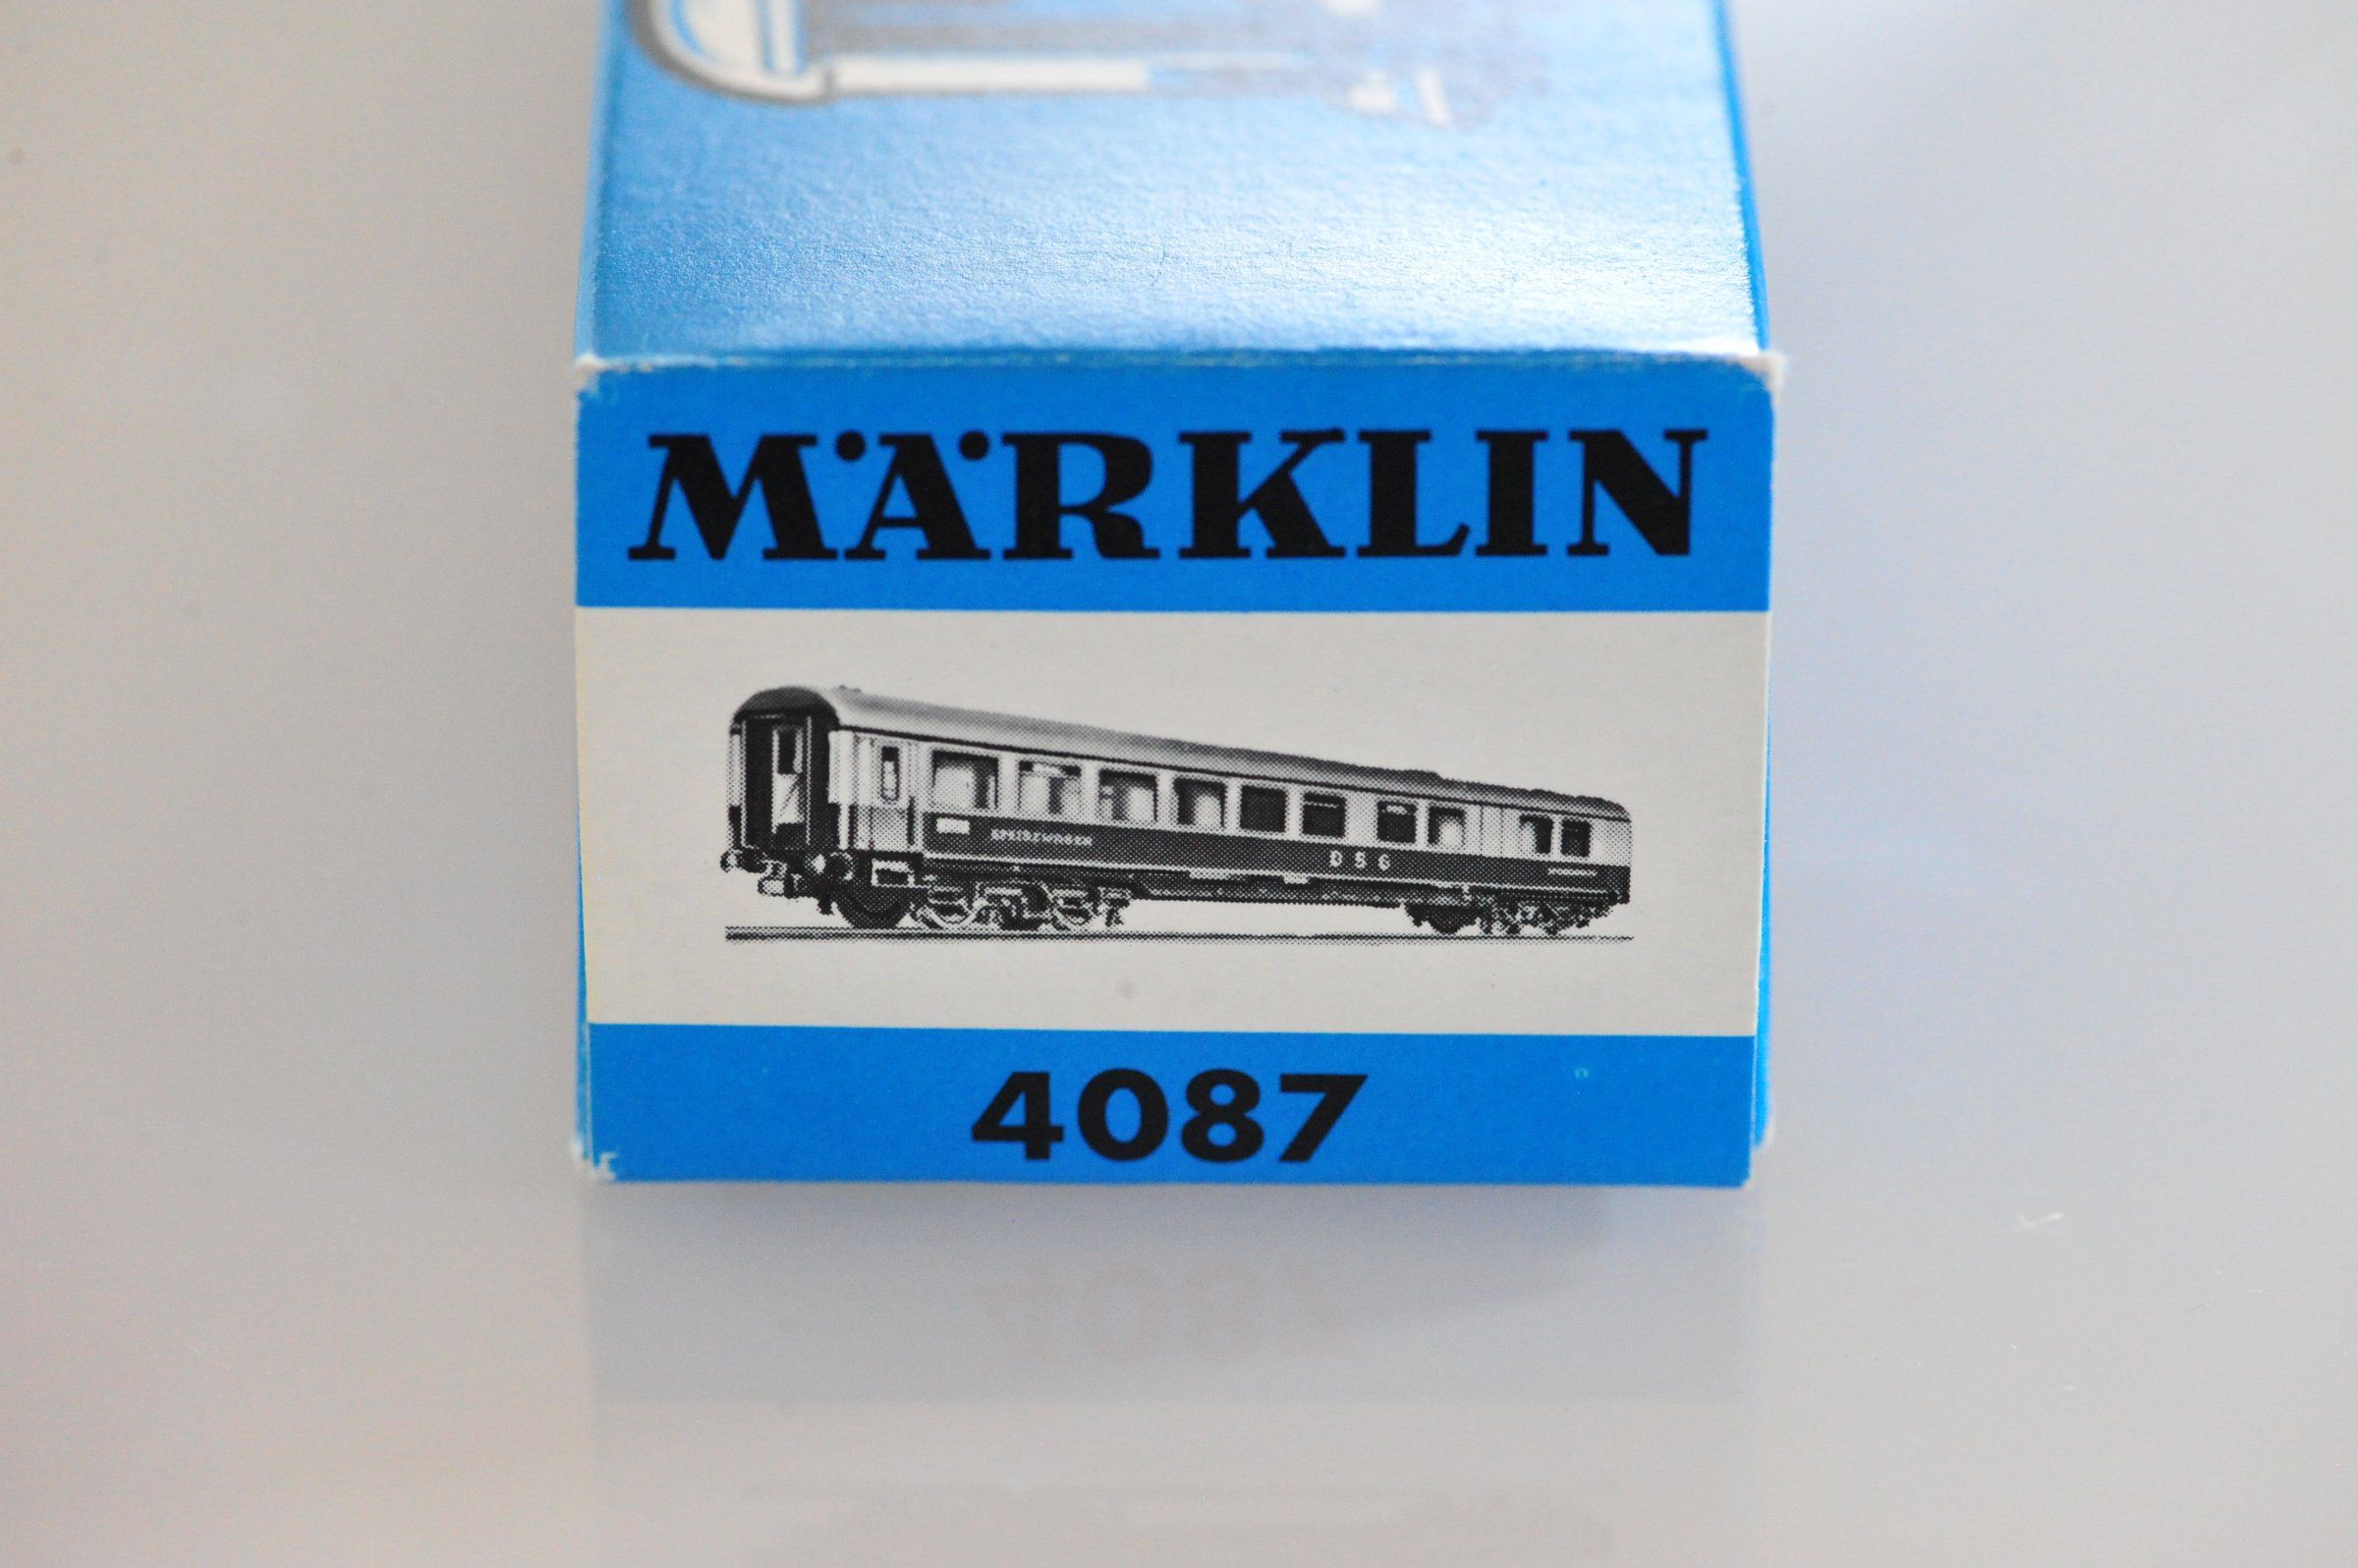 MÄRKLIN
SPEISEWAGEN
DSG
4087